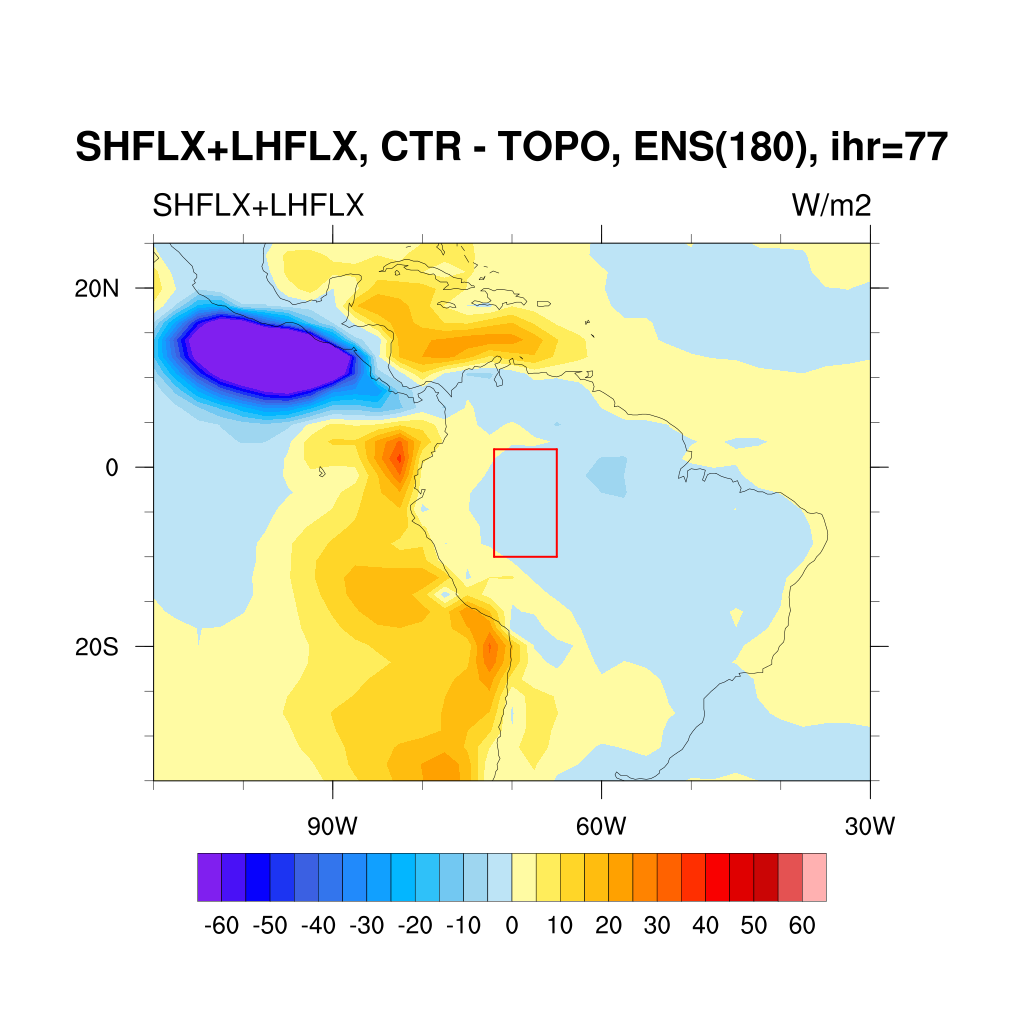 SHFLX+LHFLX, CTR - TOPO, ENS(180), ihr=77
SHFLX+LHFLX W/m2
20N
0
20S
90W 60W 30W
-60 -50 -40 -30 -20 -10 0 10 20 30 40 50 60